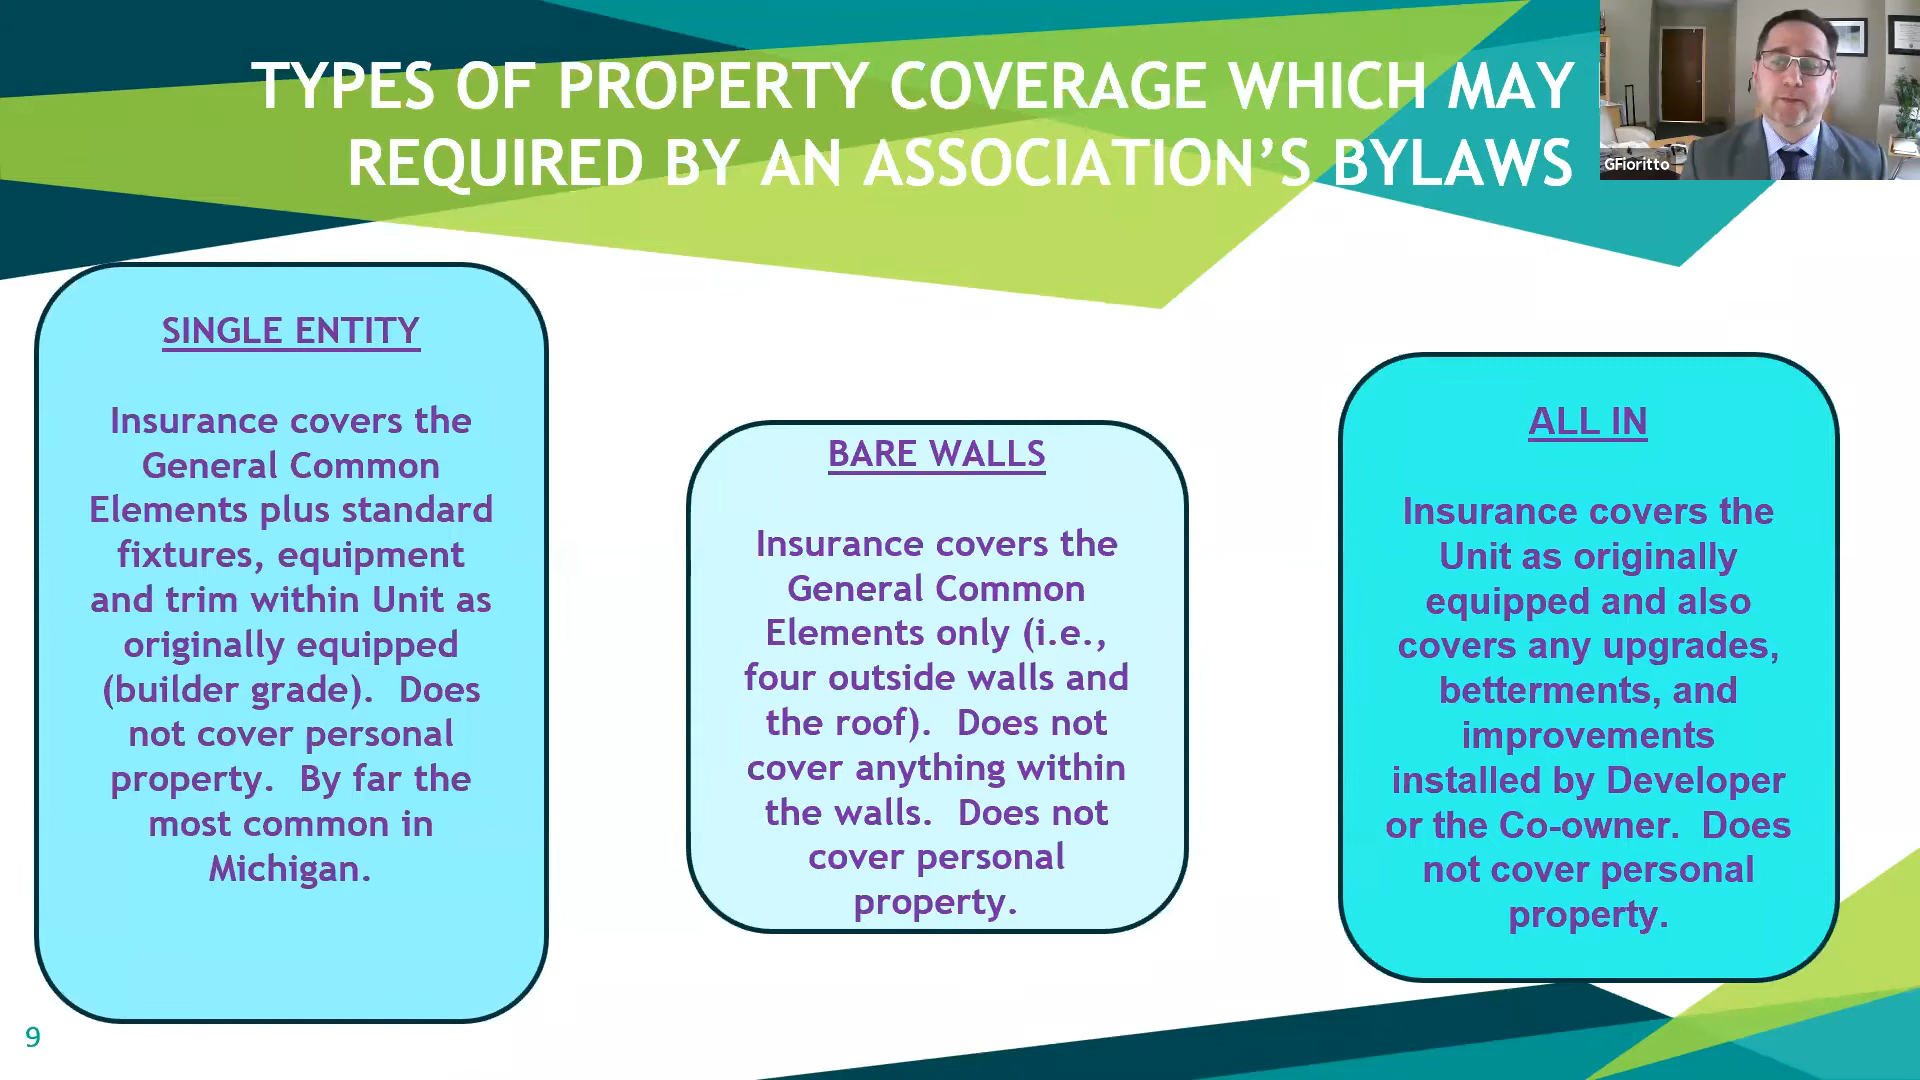 TYPES OF PROPERTY COVERAGE WHICH MAY
REQUIRED BY AN ASSOCIATION’S BYLAWS
GFioritto
SINGLE ENTITY
Insurance covers the
General Common
Elements plus standard
fixtures, equipment
and trim within Unit as
originally equipped
(builder grade).  Does
not cover personal
property.  By far the
most common in
Michigan.
BARE WALLS
Insurance covers the
General Common
Elements only (i.e.,
four outside walls and
the roof).  Does not
cover anything within
the walls.  Does not
cover personal
property.
ALL IN
Insurance covers the
Unit as originally
equipped and also
covers any upgrades,
betterments, and
improvements
installed by Developer
or the Co-owner.  Does
not cover personal
property.
9